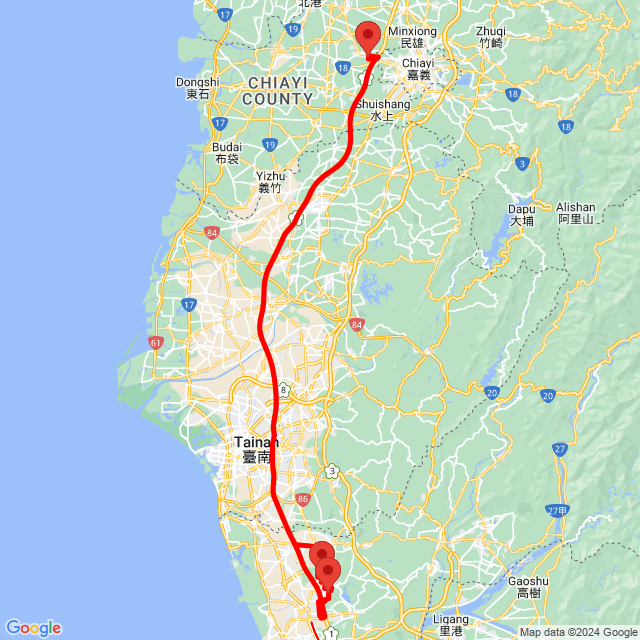 北港
Minxiong
民雄
Zhuqi
竹崎
18
Chiayi
嘉義
Dongshi
東石
CHIAYI
COUNTY
Shuishang
水上
18
17
18
19
Budai
布袋
3
Yizhu
義竹
Dapu
大埔
Alishan
阿里山
84
17
84
61
8
20
20
Tainan
臺南
27
3
86
27甲
Gaoshu
高樹
Ligang
里港
1
Google
Map data ©2024 Google